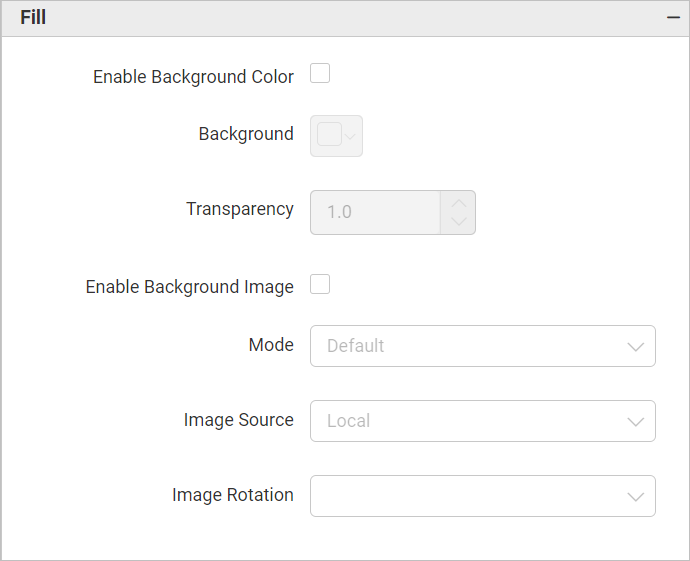 Fill
Enable Background Color
Background
Transparency 1.0
Enable Background Image
Mode Default
Image Source Local
Image Rotation